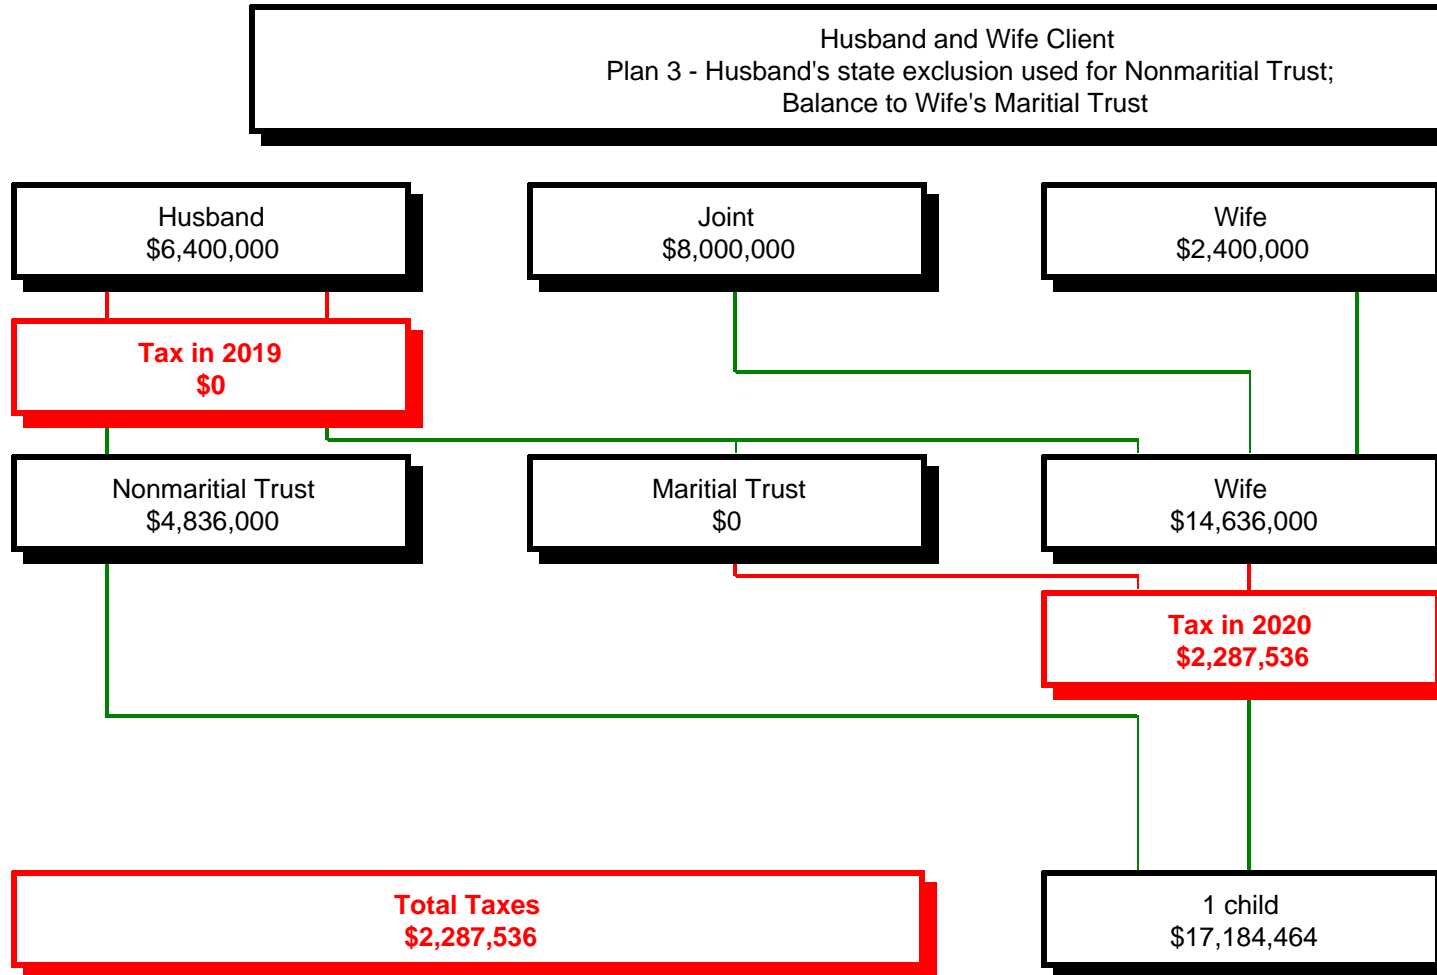 Husband and Wife Client
Plan 3 - Husband's state exclusion used for Nonmaritial Trust;
Balance to Wife's Maritial Trust
Husband
$6,400,000
Joint
$8,000,000
Wife
$2,400,000
Tax in 2019
$0
Nonmaritial Trust
$4,836,000
Maritial Trust
$0
Wife
$14,636,000
Tax in 2020
$2,287,536
Total Taxes
$2,287,536
1 child
$17,184,464